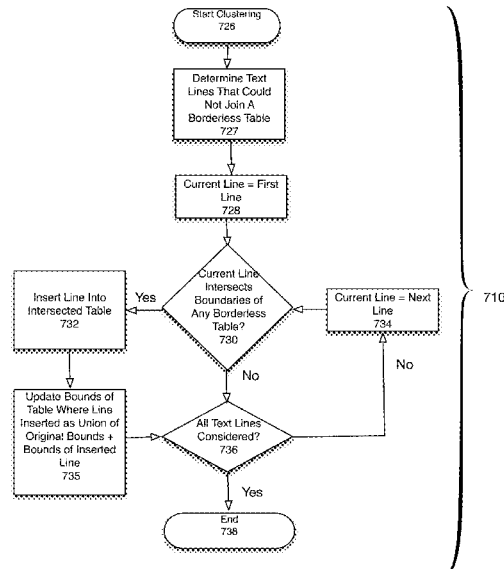 Start Clustering
726
Determine Text
Lines That Could
Not Join A
Borderless Table
727
Current Line = First
Line
728
Current Line
Intersects
Boundaries of
Any Borderless
Table?
730
Yes
No
Insert Line Into
Intersected Table
732
Current Line = Next
Line
734
No
Update Bounds of
Table Where Line
Inserted as Union of
Original Bounds +
Bounds of Inserted
Line
735
All Text Lines
Considered?
736
Yes
End
738
710